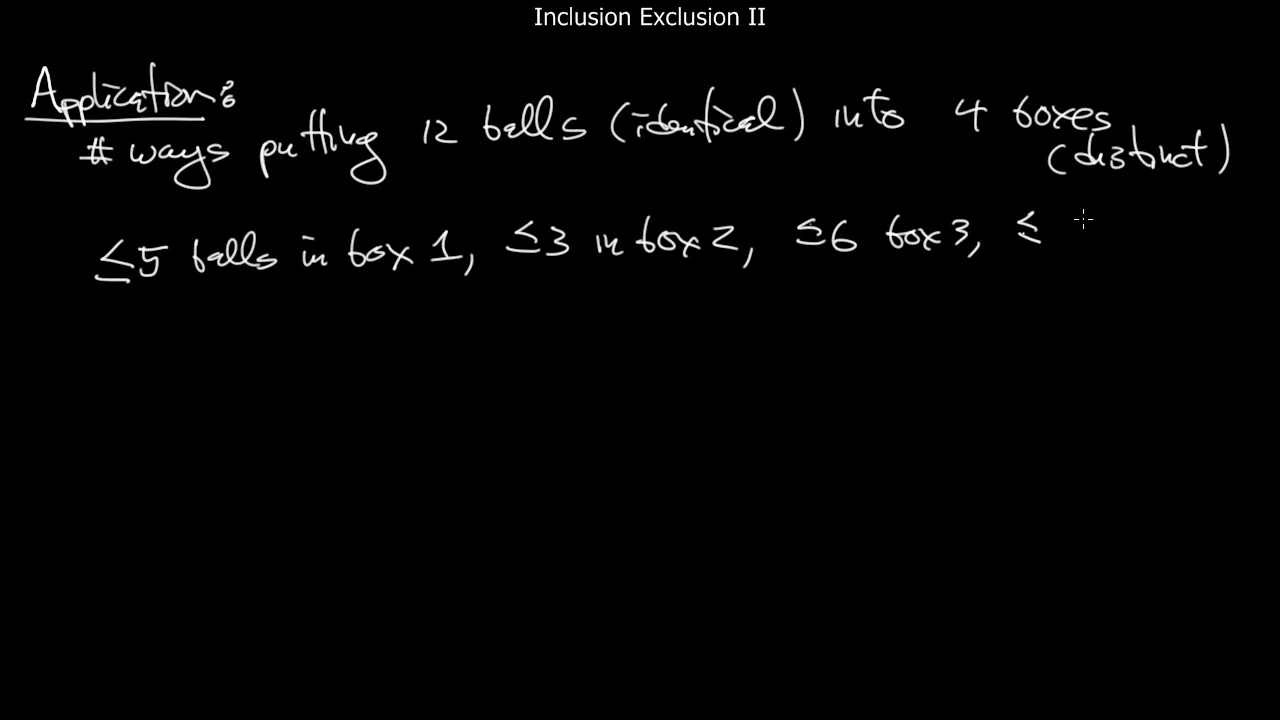 Inclusion Exclusion II
Application:
# ways putting 12 balls (identical) into 4 boxes
(distinct)
≤5 balls in box 1, ≤3 in box 2, ≤6 box 3, ≤